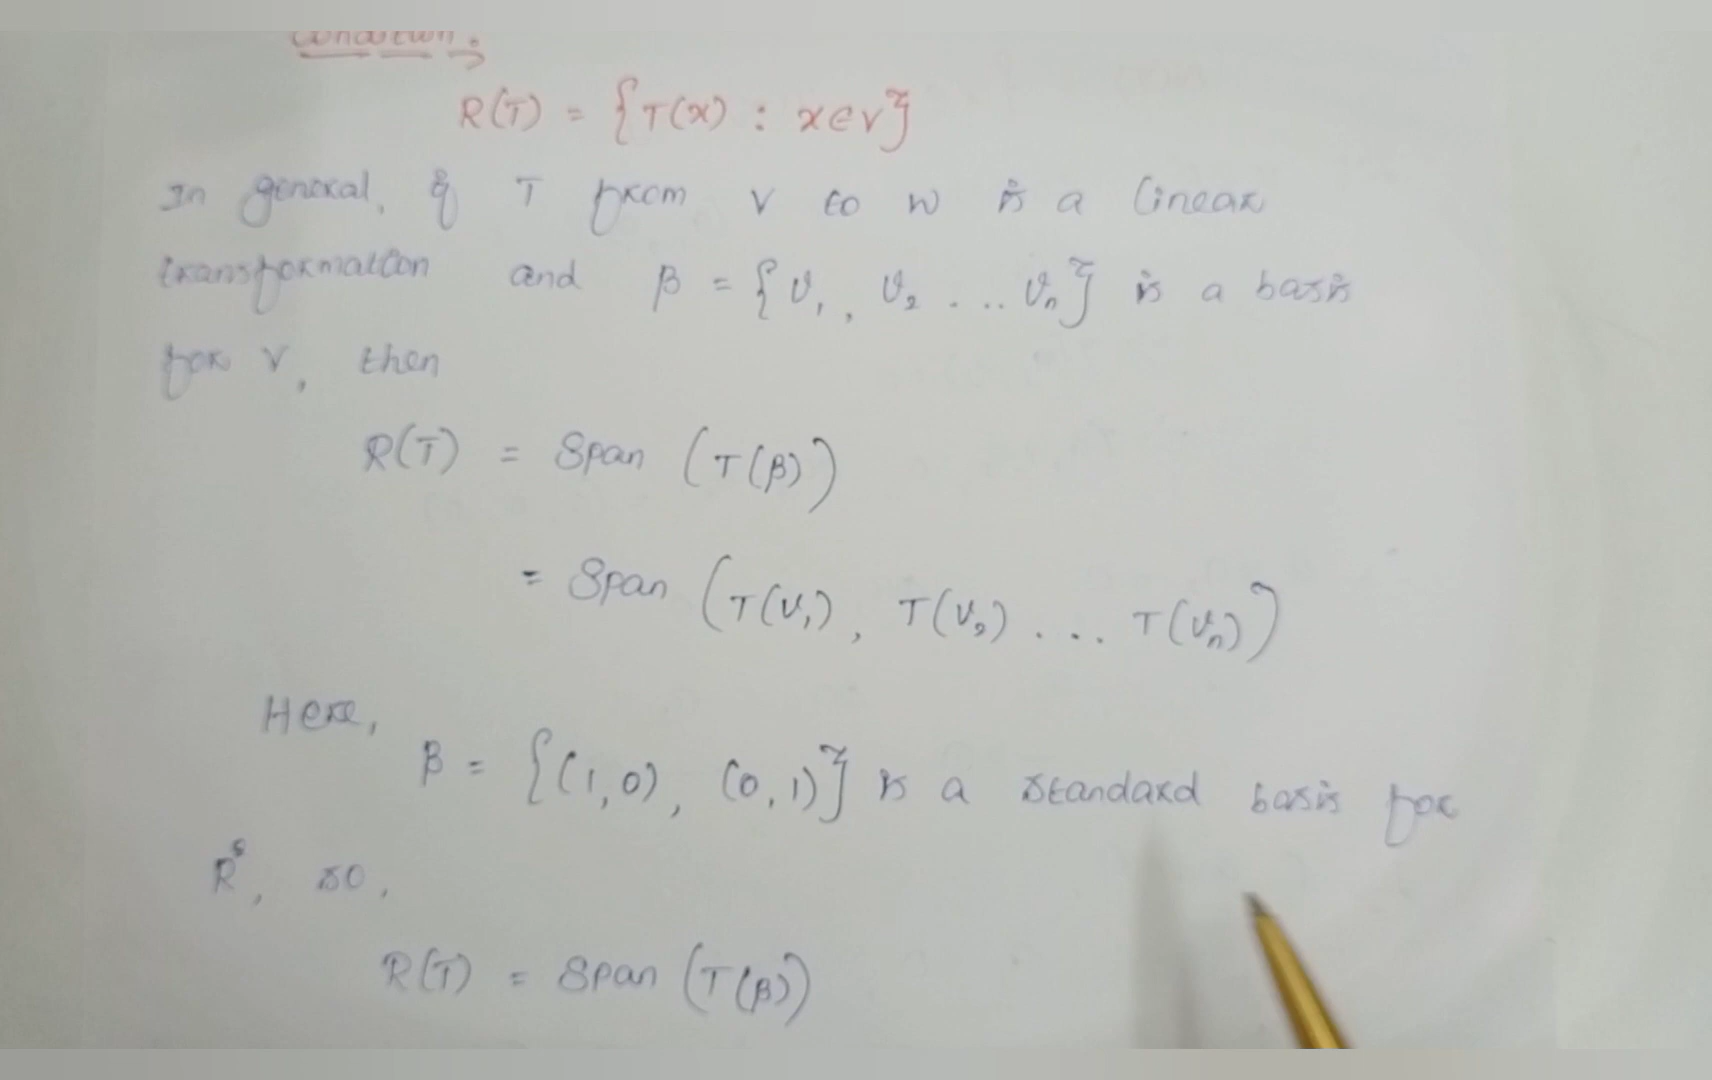 Condition:
R(T) = {T(x) : x∈V}
In general, if T from V to W is a linear
transformation and β = {v₁, v₂ ... vₙ} is a basis
for V, then
R(T) = Span (T(β))
= Span (T(v₁), T(v₂) .... T(vₙ))
Here,
β = {(1,0), (0,1)} is a standard basis for
R², so,
R(T) = Span (T(β))